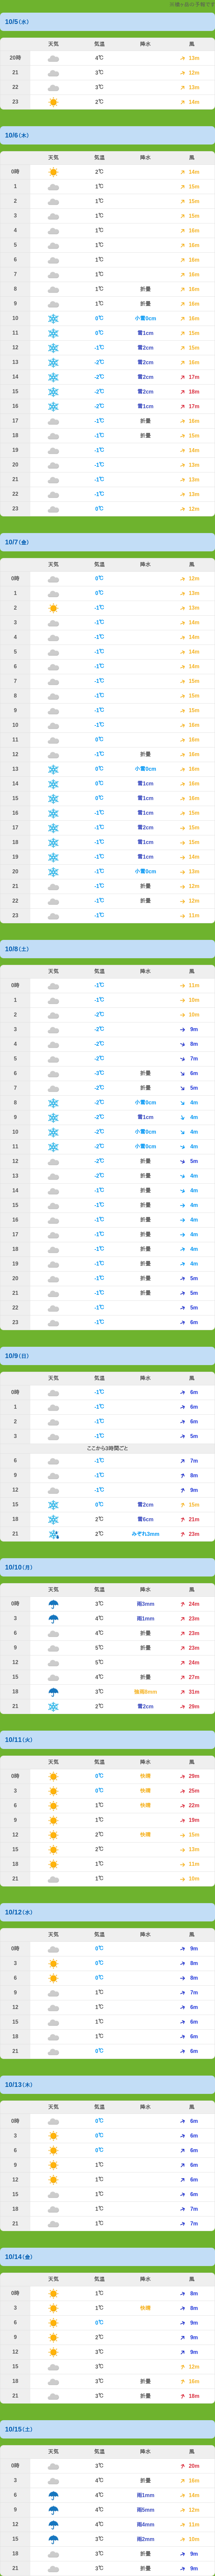 10/5(水)
天気 気温 降水 風
20時 4℃ 13m
21 3℃ 12m
22 3℃ 13m
23 2℃ 14m
10/6(木)
天気 気温 降水 風
0時 2℃ 14m
1 1℃ 15m
2 1℃ 15m
3 1℃ 15m
4 1℃ 16m
5 1℃ 16m
6 1℃ 15m
7 1℃ 16m
8 1℃ 折曇 16m
9 1℃ 折曇 16m
10 0℃ 小雪0cm 16m
11 0℃ 雪1cm 15m
12 -1℃ 雪2cm 15m
13 -2℃ 雪2cm 16m
14 -2℃ 雪2cm 17m
15 -2℃ 雪2cm 18m
16 -2℃ 雪1cm 17m
17 -1℃ 折曇 16m
18 -1℃ 折曇 15m
19 -1℃ 14m
20 -1℃ 13m
21 -1℃ 13m
22 -1℃ 13m
23 0℃ 12m
10/7(金)
天気 気温 降水 風
0時 0℃ 12m
1 0℃ 13m
2 -1℃ 13m
3 -1℃ 14m
4 -1℃ 14m
5 -1℃ 14m
6 -1℃ 14m
7 -1℃ 15m
8 -1℃ 15m
9 -1℃ 15m
10 -1℃ 16m
11 0℃ 16m
12 -1℃ 折曇 16m
13 0℃ 小雪0cm 16m
14 0℃ 雪1cm 16m
15 0℃ 雪1cm 16m
16 -1℃ 雪1cm 15m
17 -1℃ 雪2cm 15m
18 -1℃ 雪1cm 15m
19 -1℃ 雪1cm 14m
20 -1℃ 小雪0cm 13m
21 -1℃ 折曇 12m
22 -1℃ 折曇 12m
23 -1℃ 11m
10/8(土)
天気 気温 降水 風
0時 -1℃ 11m
1 -1℃ 10m
2 -2℃ 10m
3 -2℃ 9m
4 -2℃ 8m
5 -2℃ 7m
6 -3℃ 折曇 6m
7 -2℃ 折曇 5m
8 -2℃ 小雪0cm 4m
9 -2℃ 雪1cm 4m
10 -2℃ 小雪0cm 4m
11 -2℃ 小雪0cm 4m
12 -2℃ 折曇 5m
13 -2℃ 折曇 4m
14 -1℃ 折曇 4m
15 -1℃ 折曇 4m
16 -1℃ 折曇 4m
17 -1℃ 折曇 4m
18 -1℃ 折曇 4m
19 -1℃ 折曇 4m
20 -1℃ 折曇 5m
21 -1℃ 折曇 5m
22 -1℃ 5m
23 -1℃ 6m
10/9(日)
天気 気温 降水 風
0時 -1℃ 6m
1 -1℃ 6m
2 -1℃ 6m
3 -1℃ 5m
ここから3時間ごと
6 -1℃ 7m
9 -1℃ 8m
12 -1℃ 9m
15 0℃ 雪2cm 15m
18 2℃ 雪6cm 21m
21 2℃ みぞれ3mm 23m
10/10(月)
天気 気温 降水 風
0時 3℃ 雨3mm 24m
3 4℃ 雨1mm 23m
6 4℃ 折曇 23m
9 5℃ 折曇 23m
12 5℃ 24m
15 4℃ 折曇 27m
18 3℃ 31m
21 2℃ 雪2cm 29m
10/11(火)
天気 気温 降水 風
0時 0℃ 快晴 29m
3 0℃ 快晴 25m
6 1℃ 快晴 22m
9 1℃ 19m
12 2℃ 快晴 15m
15 2℃ 13m
18 1℃ 11m
21 1℃ 10m
10/12(水)
天気 気温 降水 風
0時 0℃ 9m
3 0℃ 8m
6 0℃ 8m
9 1℃ 7m
12 1℃ 6m
15 1℃ 6m
18 1℃ 6m
21 0℃ 6m
10/13(木)
天気 気温 降水 風
0時 0℃ 6m
3 0℃ 6m
6 0℃ 6m
9 1℃ 6m
12 1℃ 6m
15 1℃ 6m
18 1℃ 7m
21 1℃ 7m
10/14(金)
天気 気温 降水 風
0時 1℃ 8m
3 1℃ 快晴 8m
6 0℃ 9m
9 2℃ 9m
12 3℃ 9m
15 3℃ 12m
18 3℃ 折曇 16m
21 3℃ 折曇 18m
10/15(土)
天気 気温 降水 風
0時 3℃ 20m
3 4℃ 折曇 16m
6 4℃ 雨1mm 14m
9 4℃ 雨5mm 12m
12 4℃ 雨4mm 11m
15 3℃ 雨2mm 10m
18 3℃ 折曇 9m
21 3℃ 折曇 9m